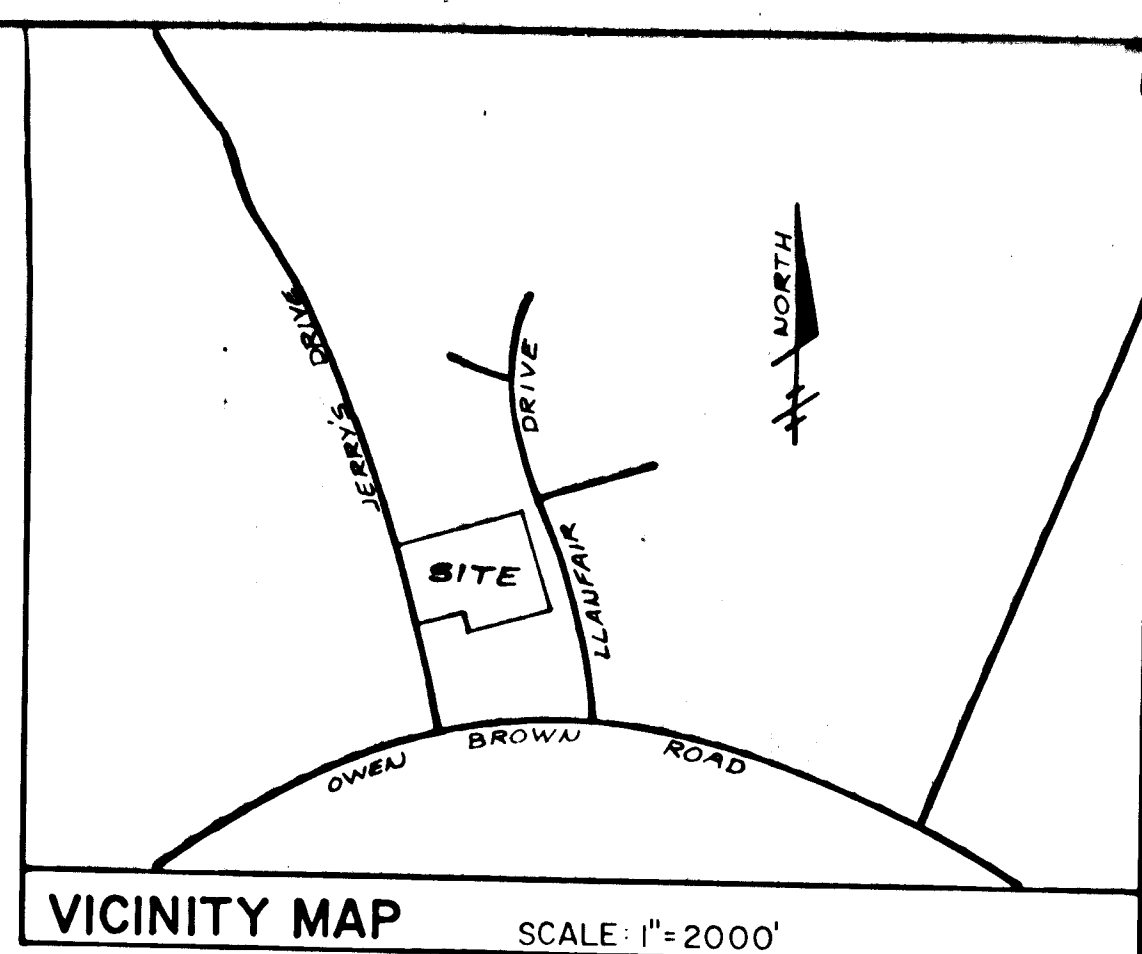 NORTH
JERRY'S DRIVE
LLANFAIR DRIVE
SITE
OWEN BROWN ROAD
VICINITY MAP
SCALE: 1"=2000'